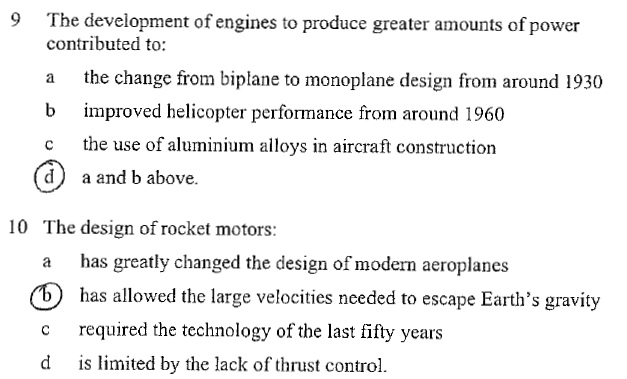 9 The development of engines to produce greater amounts of power
contributed to:
a the change from biplane to monoplane design from around 1930
b improved helicopter performance from around 1960
c the use of aluminium alloys in aircraft construction
d a and b above.
10 The design of rocket motors:
a has greatly changed the design of modern aeroplanes
b has allowed the large velocities needed to escape Earth's gravity
c required the technology of the last fifty years
d is limited by the lack of thrust control.